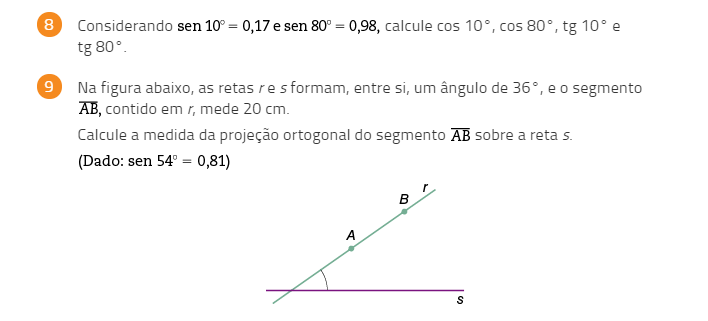 8 Considerando sen 10° = 0,17 e sen 80° = 0,98, calcule cos 10°, cos 80°, tg 10° e
tg 80°.
9 Na figura abaixo, as retas r e s formam, entre si, um ângulo de 36°, e o segmento
A͞B͞, contido em r, mede 20 cm.
Calcule a medida da projeção ortogonal do segmento A͞B͞ sobre a reta s.
(Dado: sen 54° = 0,81)
r
B
A
s